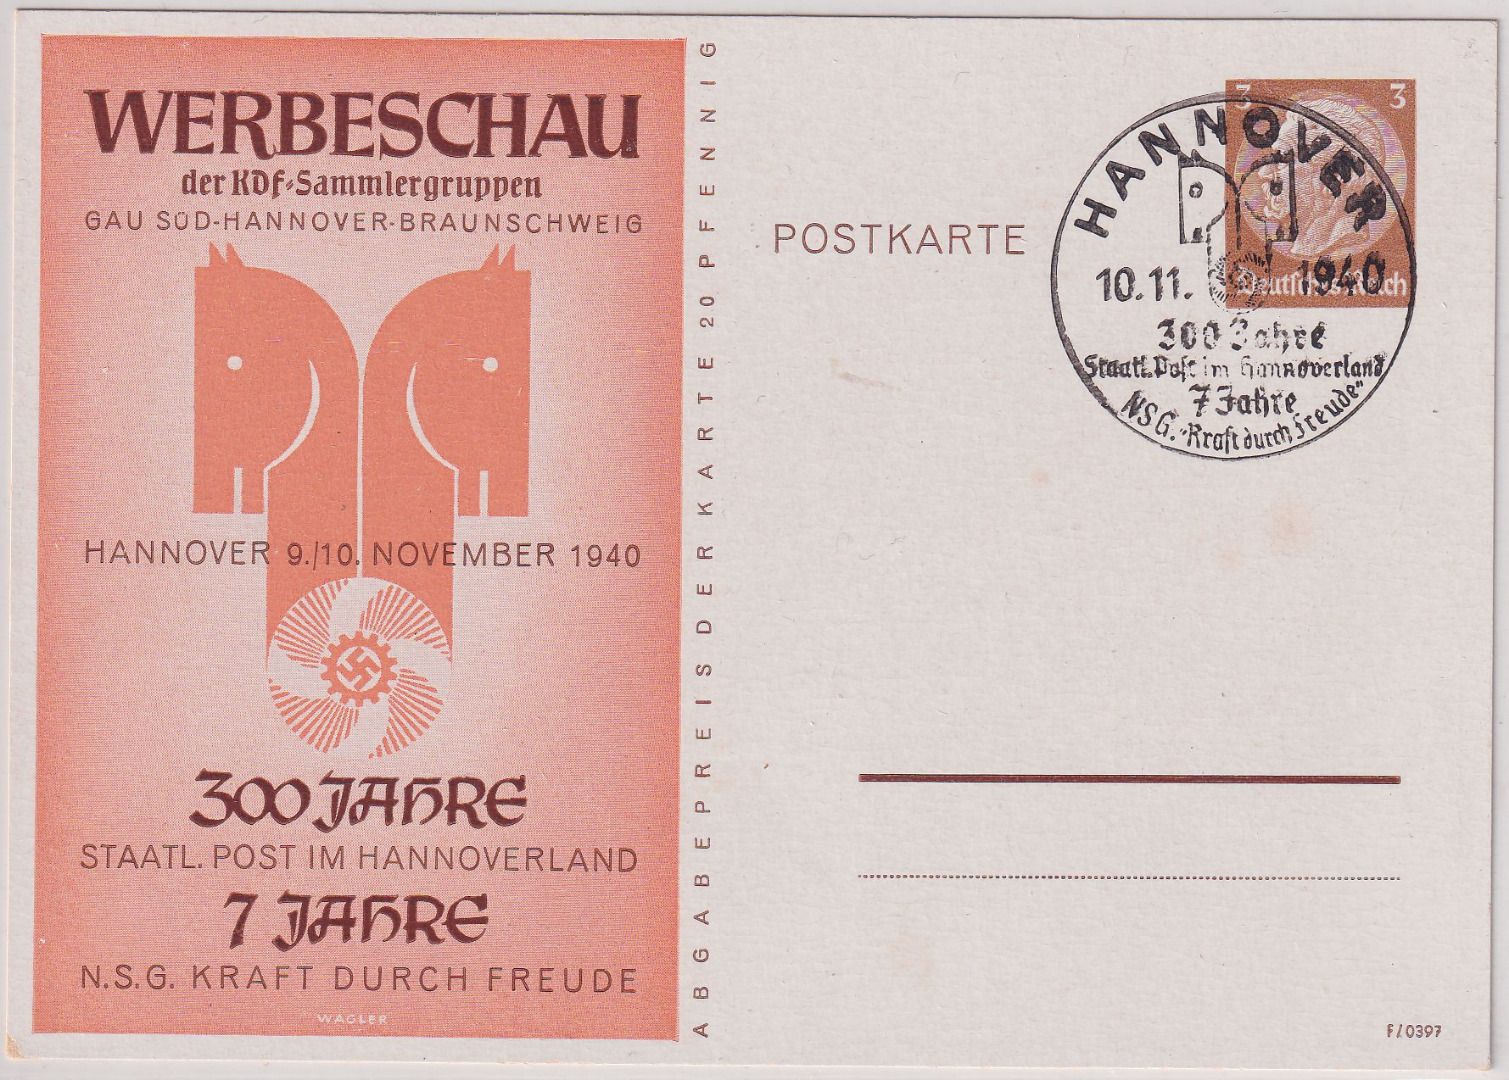 WERBESCHAU
der KDF-Sammlergruppen
GAU SÜD-HANNOVER-BRAUNSCHWEIG
HANNOVER 9./10. NOVEMBER 1940
300 JAHRE
STAATL. POST IM HANNOVERLAND
7 JAHRE
N.S.G. KRAFT DURCH FREUDE
WAGLER
ABGABEPREIS DER KARTE 20 PFENNIG
POSTKARTE
3 3
Deutsches Reich
HANNOVER
10.11. 1940
300 Jahre
Staatl. Post im Hannoverland
7 Jahre
NSG. „Kraft durch Freude"
F/0397